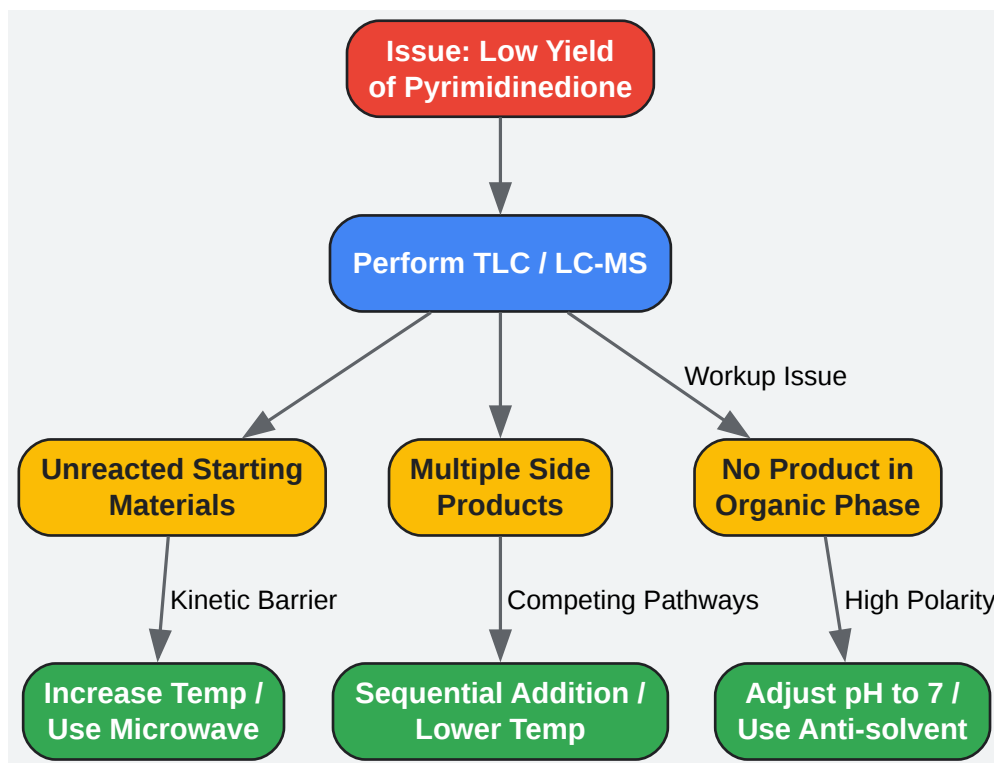 Issue: Low Yield
of Pyrimidinedione
Perform TLC / LC-MS
Workup Issue
Unreacted Starting
Materials
Multiple Side
Products
No Product in
Organic Phase
Kinetic Barrier
Competing Pathways
High Polarity
Increase Temp /
Use Microwave
Sequential Addition /
Lower Temp
Adjust pH to 7 /
Use Anti-solvent